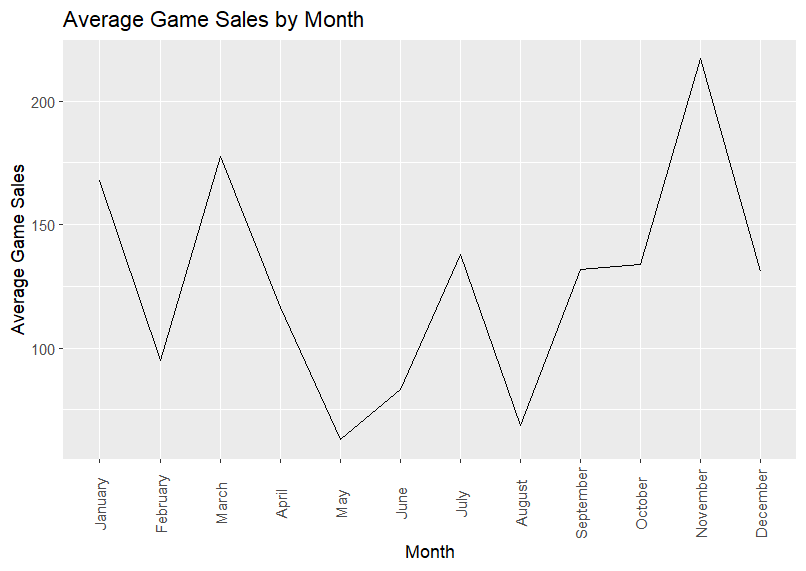 Average Game Sales by Month
Average Game Sales
200
150
100
January
February
March
April
May
June
July
August
September
October
November
December
Month